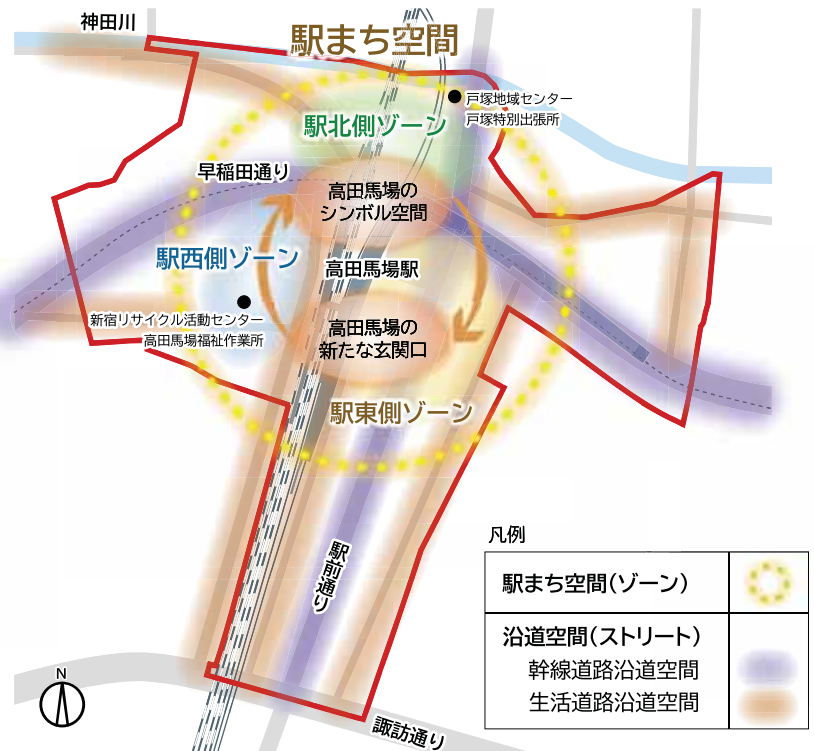 神田川
駅まち空間
戸塚地域センター
戸塚特別出張所
駅北側ゾーン
早稲田通り
高田馬場の
シンボル空間
駅西側ゾーン
高田馬場駅
新宿リサイクル活動センター
高田馬場福祉作業所
高田馬場の
新たな玄関口
駅東側ゾーン
駅前通り
諏訪通り
N
凡例
駅まち空間(ゾーン)
沿道空間(ストリート)
幹線道路沿道空間
生活道路沿道空間